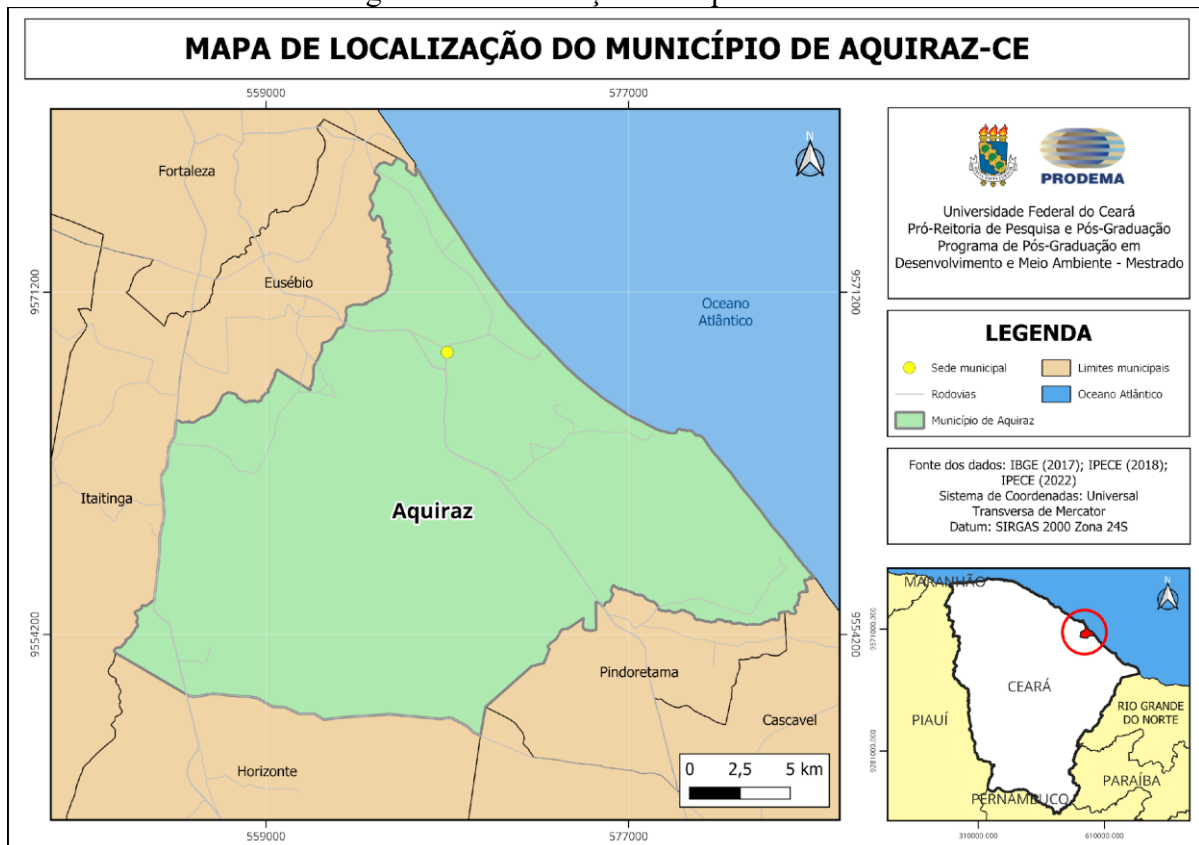 MAPA DE LOCALIZAÇÃO DO MUNICÍPIO DE AQUIRAZ-CE
559000
577000
N
Fortaleza
Eusébio
9571200
9571200
Oceano
Atlântico
Itaitinga
Aquiraz
9554200
9554200
Pindoretama
Cascavel
Horizonte
0 2,5 5 km
559000
577000
PRODEMA
Universidade Federal do Ceará
Pró-Reitoria de Pesquisa e Pós-Graduação
Programa de Pós-Graduação em
Desenvolvimento e Meio Ambiente - Mestrado
LEGENDA
Sede municipal
Limites municipais
Rodovias
Oceano Atlântico
Município de Aquiraz
Fonte dos dados: IBGE (2017); IPECE (2018);
IPECE (2022)
Sistema de Coordenadas: Universal
Transversa de Mercator
Datum: SIRGAS 2000 Zona 24S
MARANHÃO
N
9571000.000
CEARÁ
PIAUÍ
RIO GRANDE
DO NORTE
9281000.000
PARAÍBA
PERNAMBUCO
310000.000
610000.000